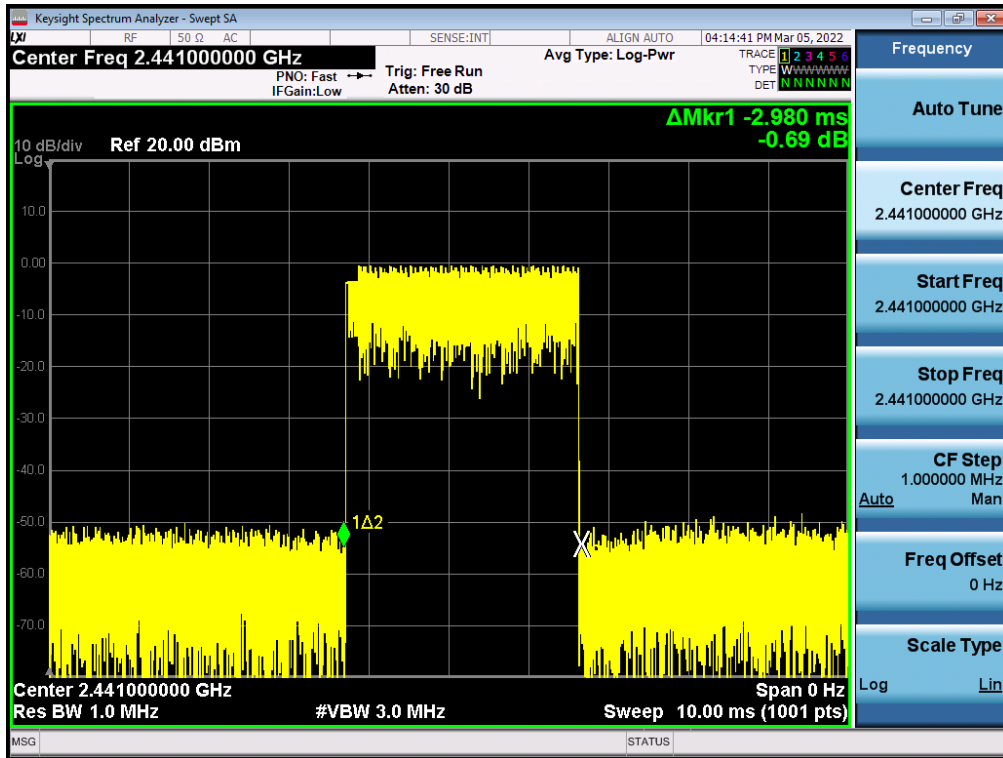 Keysight Spectrum Analyzer - Swept SA
LXI RF 50 Ω AC SENSE:INT ALIGN AUTO 04:14:41 PM Mar 05, 2022
Center Freq 2.441000000 GHz
PNO: Fast
IFGain:Low
Trig: Free Run
Atten: 30 dB
Avg Type: Log-Pwr
TRACE 1 2 3 4 5 6
TYPE WWWWWW
DET N N N N N N
ΔMkr1 -2.980 ms
-0.69 dB
10 dB/div Ref 20.00 dBm
Log
10.0
0.00
-10.0
-20.0
-30.0
-40.0
-50.0
-60.0
-70.0
1Δ2
X
Center 2.441000000 GHz Span 0 Hz
Res BW 1.0 MHz #VBW 3.0 MHz Sweep 10.00 ms (1001 pts)
MSG STATUS
Frequency
Auto Tune
Center Freq
2.441000000 GHz
Start Freq
2.441000000 GHz
Stop Freq
2.441000000 GHz
CF Step
1.000000 MHz
Auto Man
Freq Offset
0 Hz
Scale Type
Log Lin